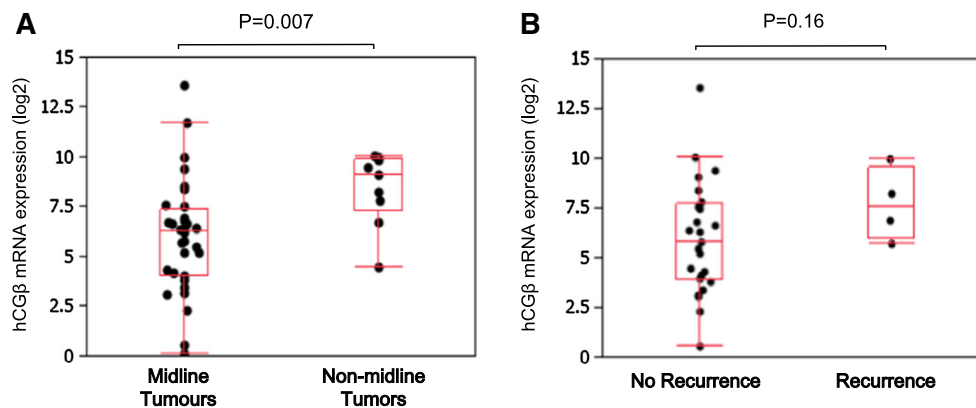 A
P=0.007
hCGβ mRNA expression (log2)
15
12.5
10
7.5
5
2.5
0
Midline
Tumours
Non-midline
Tumors
B
P=0.16
hCGβ mRNA expression (log2)
15
12.5
10
7.5
5
2.5
0
No Recurrence
Recurrence